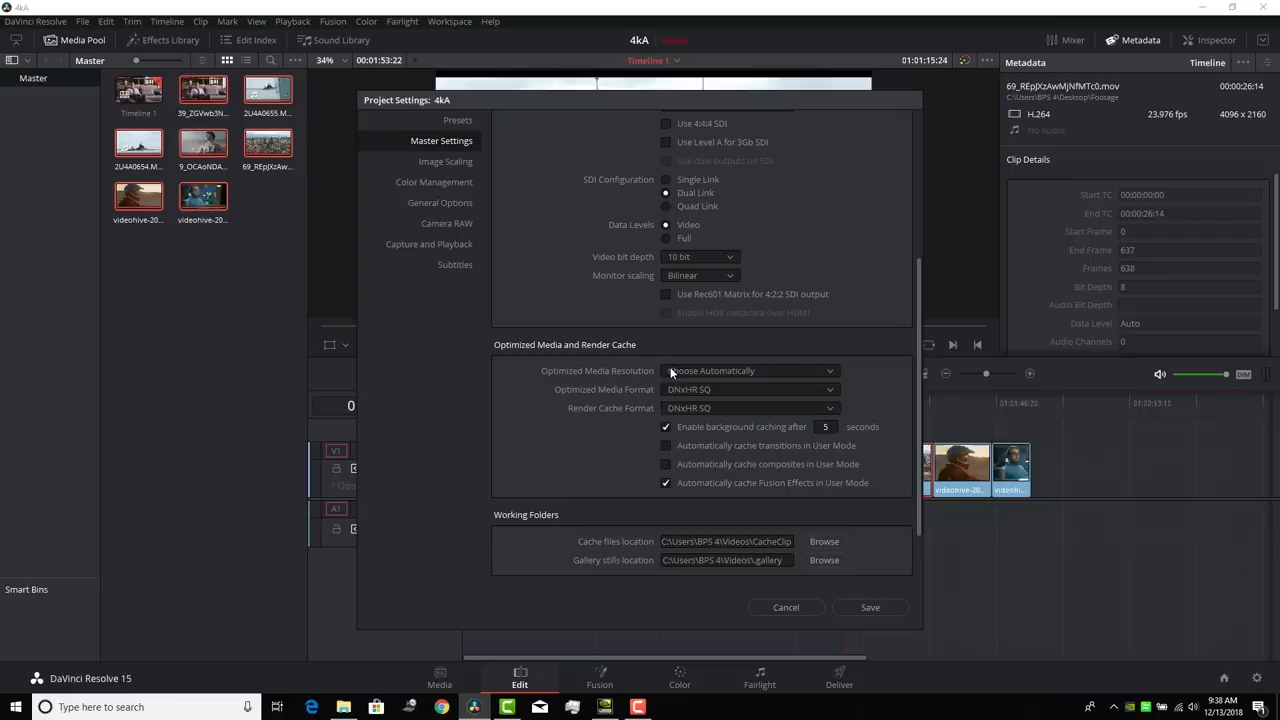 4kA
DaVinci Resolve File Edit Trim Timeline Clip Mark View Playback Fusion Color Fairlight Workspace Help
Media Pool Effects Library Edit Index Sound Library 4kA Mixer Metadata Inspector
Master 34% 00:01:53:22 Timeline 1 01:01:15:24 Metadata Timeline
Master
Timeline 1 39_ZGVwb3N... 2U4A0655.M...
2U4A0654.M... 9_OCAoNDA... 69_REpJXzAw...
videohive-20... videohive-20...
Project Settings: 4kA
Presets
Master Settings
Image Scaling
Color Management
General Options
Camera RAW
Capture and Playback
Subtitles
Use 4:4:4 SDI
Use Level A for 3Gb SDI
Use dual outputs on SDI
SDI Configuration Single Link
Dual Link
Quad Link
Data Levels Video
Full
Video bit depth 10 bit
Monitor scaling Bilinear
Use Rec601 Matrix for 4:2:2 SDI output
Enable HDR metadata over HDMI
Optimized Media and Render Cache
Optimized Media Resolution Choose Automatically
Optimized Media Format DNxHR SQ
Render Cache Format DNxHR SQ
Enable background caching after 5 seconds
Automatically cache transitions in User Mode
Automatically cache composites in User Mode
Automatically cache Fusion Effects in User Mode
Working Folders
Cache files location C:\Users\BPS 4\Videos\CacheClip Browse
Gallery stills location C:\Users\BPS 4\Videos\.gallery Browse
Cancel Save
69_REpJXzAwMjNfMTc0.mov 00:00:26:14
C:\Users\BPS 4\Desktop\Footage
H.264 23.976 fps 4096 x 2160
No Audio
Clip Details
Start TC 00:00:00:00
End TC 00:00:26:14
Start Frame 0
End Frame 637
Frames 638
Bit Depth 8
Audio Bit Depth
Data Level Auto
Audio Channels 0
DIM
01:01:46:20 01:02:13:10
V1
7 Clips
A1
videohive-20... videohi...
Smart Bins
DaVinci Resolve 15
Media Edit Fusion Color Fairlight Deliver
Type here to search
9:38 AM
12/13/2018